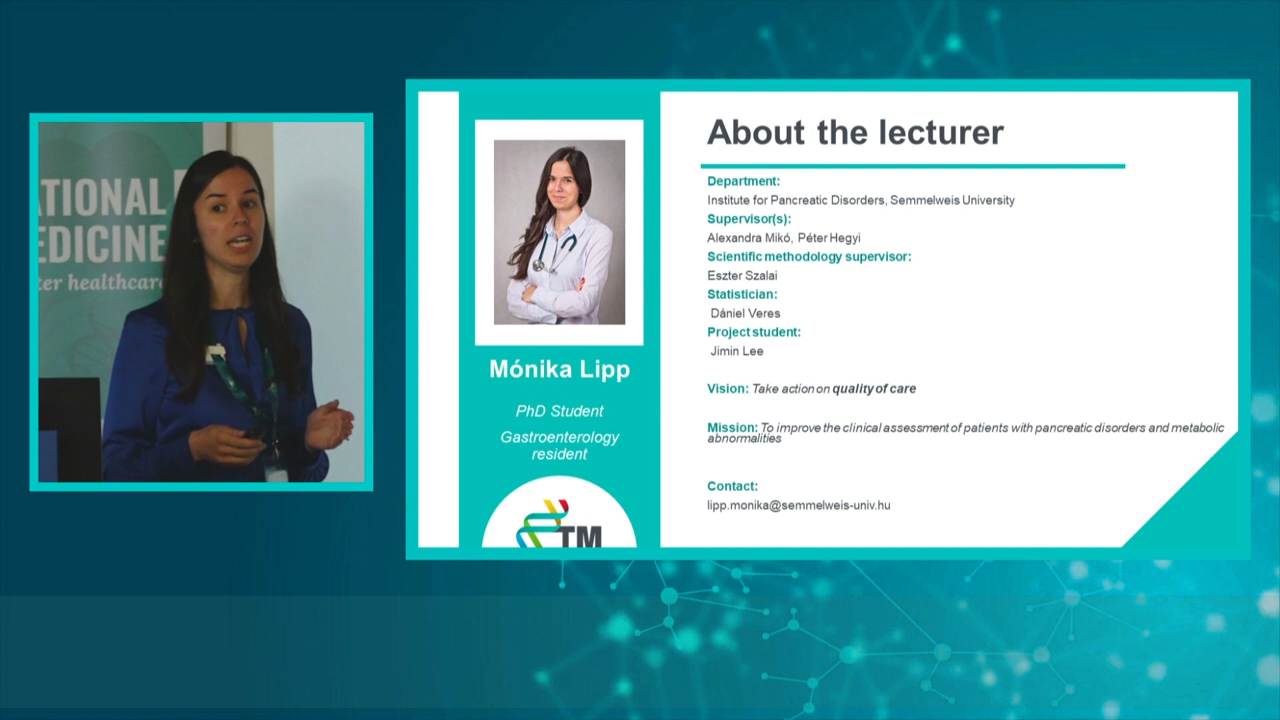 ATIONAL
EDICINE
ter healthcare
About the lecturer
Department:
Institute for Pancreatic Disorders, Semmelweis University
Supervisor(s):
Alexandra Mikó, Péter Hegyi
Scientific methodology supervisor:
Eszter Szalai
Statistician:
Dániel Veres
Project student:
Jimin Lee
Vision: Take action on quality of care
Mission: To improve the clinical assessment of patients with pancreatic disorders and metabolic
abnormalities
Contact:
lipp.monika@semmelweis-univ.hu
Mónika Lipp
PhD Student
Gastroenterology
resident
TM